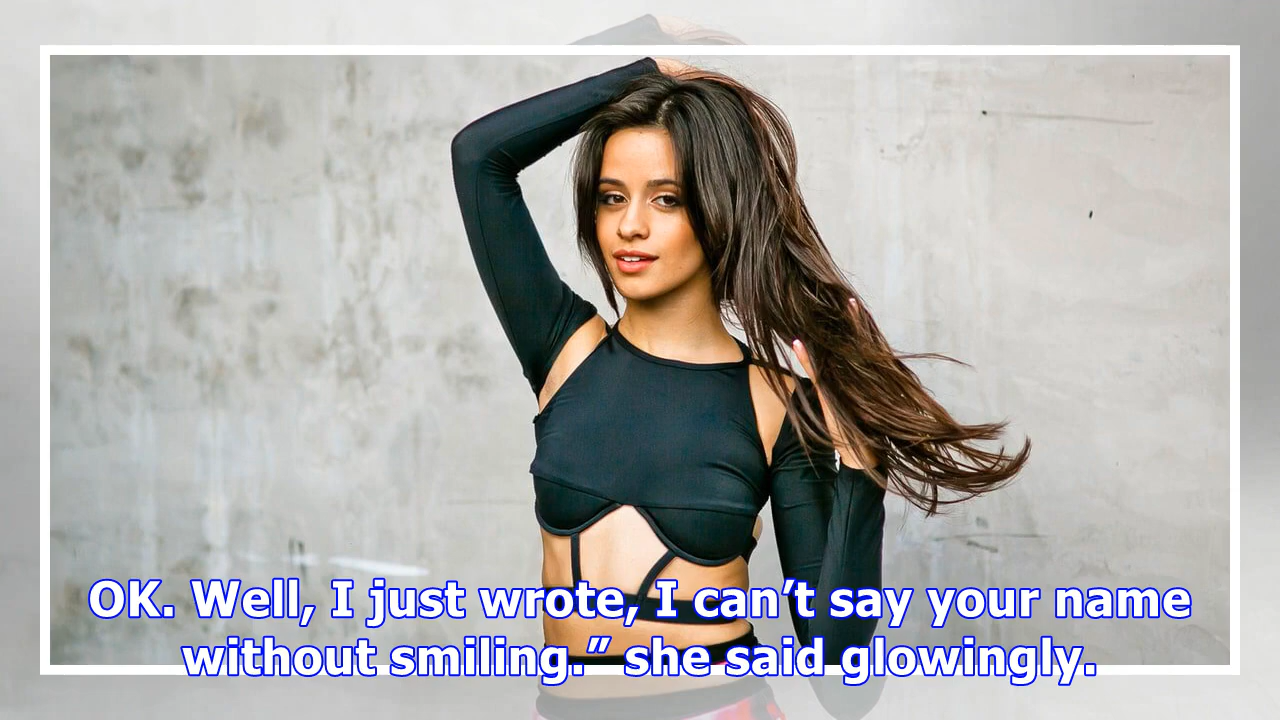 OK. Well, I just wrote, I can’t say your name
without smiling.” she said glowingly.